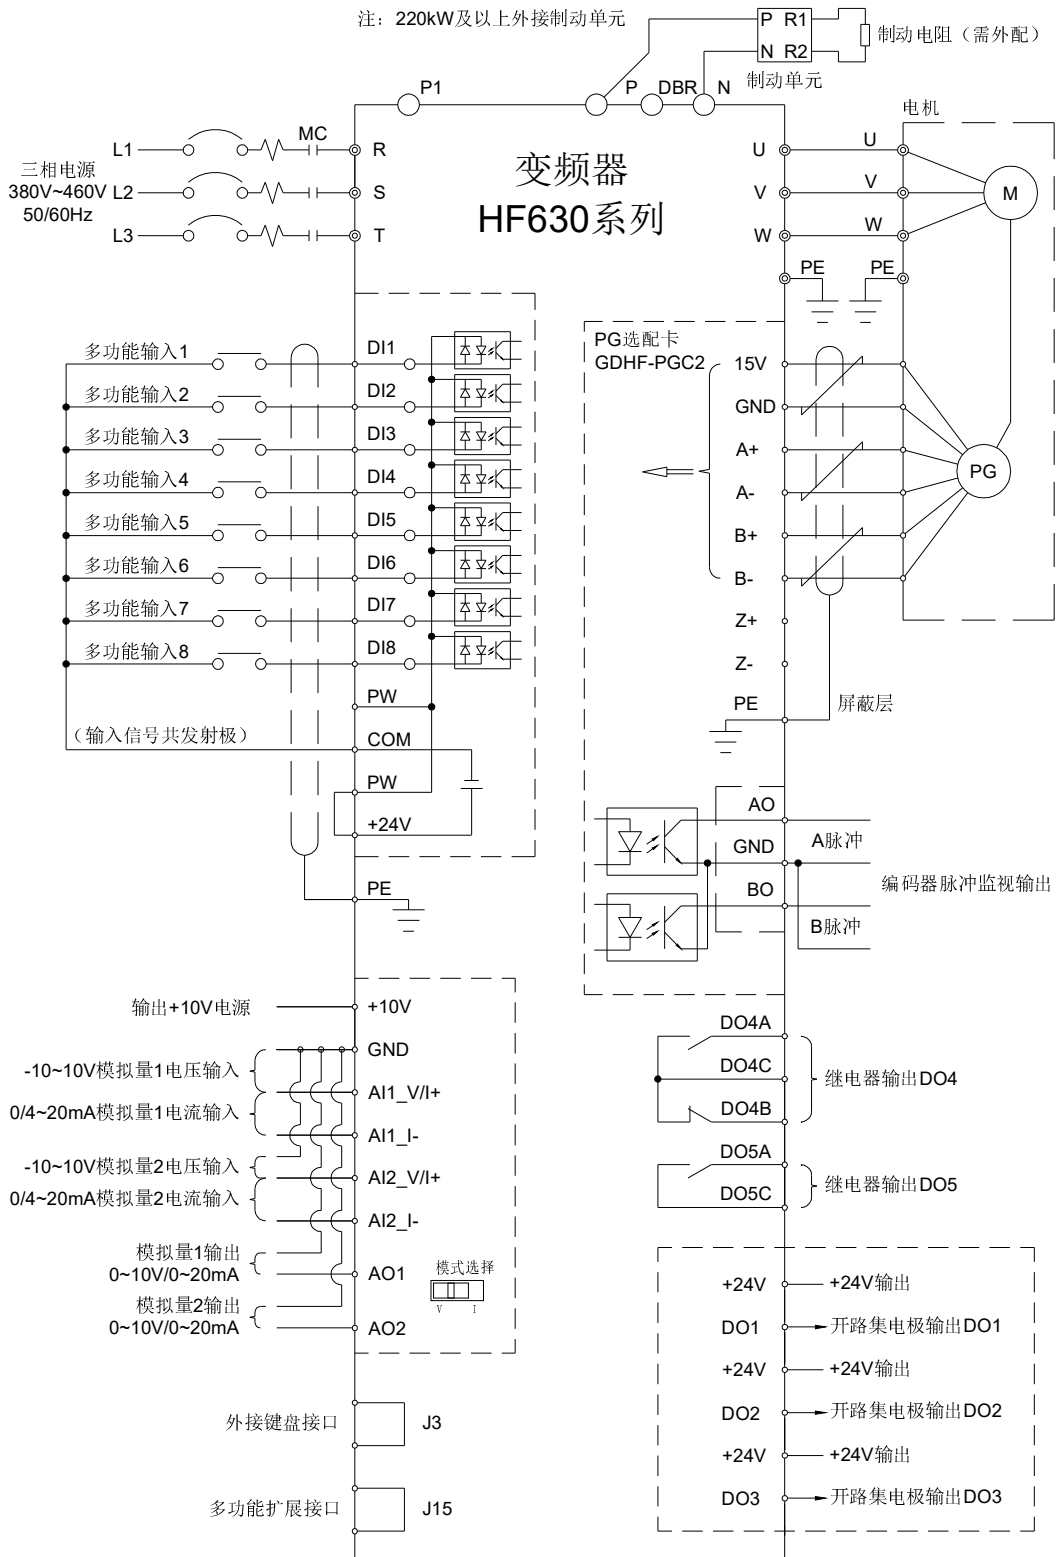 注：220kW及以上外接制动单元
P R1
N R2
制动电阻（需外配）
制动单元
P1
P
DBR
N
电机
三相电源
380V~460V
50/60Hz
L1
L2
L3
MC
R
S
T
变频器
HF630系列
U
V
W
U
V
W
M
PE
PE
多功能输入1
多功能输入2
多功能输入3
多功能输入4
多功能输入5
多功能输入6
多功能输入7
多功能输入8
（输入信号共发射极）
DI1
DI2
DI3
DI4
DI5
DI6
DI7
DI8
PW
COM
PW
+24V
PE
PG选配卡
GDHF-PGC2
15V
GND
A+
A-
B+
B-
Z+
Z-
PE
PG
屏蔽层
AO
GND
BO
A脉冲
B脉冲
编码器脉冲监视输出
输出+10V电源
-10~10V模拟量1电压输入
0/4~20mA模拟量1电流输入
-10~10V模拟量2电压输入
0/4~20mA模拟量2电流输入
模拟量1输出
0~10V/0~20mA
模拟量2输出
0~10V/0~20mA
+10V
GND
AI1_V/I+
AI1_I-
AI2_V/I+
AI2_I-
AO1
AO2
模式选择
V I
DO4A
DO4C
DO4B
继电器输出DO4
DO5A
DO5C
继电器输出DO5
+24V
+24V输出
DO1
开路集电极输出DO1
+24V
+24V输出
DO2
开路集电极输出DO2
+24V
+24V输出
DO3
开路集电极输出DO3
外接键盘接口
J3
多功能扩展接口
J15